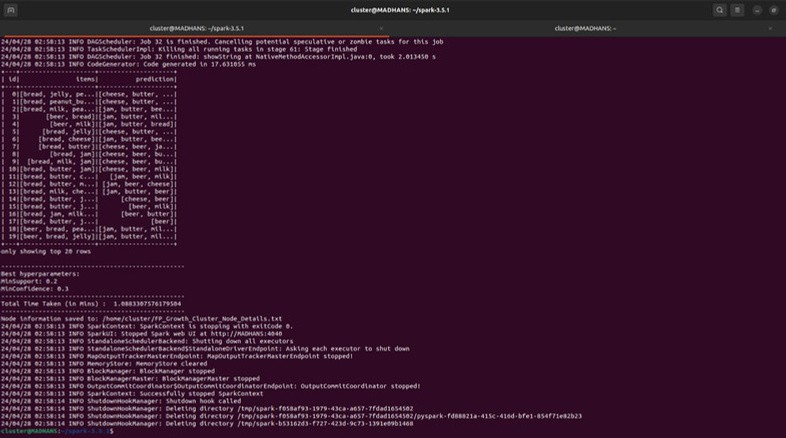 cluster@MADHANS: ~/spark-3.5.1
cluster@MADHANS: ~/spark-3.5.1
cluster@MADHANS: ~
24/04/28 02:58:13 INFO DAGScheduler: Job 32 is finished. Cancelling potential speculative or zombie tasks for this job
24/04/28 02:58:13 INFO TaskSchedulerImpl: Killing all running tasks in stage 61: Stage finished
24/04/28 02:58:13 INFO DAGScheduler: Job 32 finished: showString at NativeMethodAccessorImpl.java:0, took 2.013450 s
24/04/28 02:58:13 INFO CodeGenerator: Code generated in 17.631055 ms
+---+--------------------+--------------------+
| id|               items|          prediction|
+---+--------------------+--------------------+
|  0|[bread, jelly, pe...|[cheese, butter, ...|
|  1|[bread, peanut_bu...|[cheese, butter, ...|
|  2|[bread, milk, pea...|[jam, butter, bee...|
|  3|       [beer, bread]|[jam, butter, mil...|
|  4|        [beer, milk]|[jam, butter, bread]|
|  5|      [bread, jelly]|[cheese, butter, ...|
|  6|     [bread, cheese]|[jam, butter, bee...|
|  7|     [bread, butter]|[cheese, beer, ja...|
|  8|        [bread, jam]|[cheese, beer, bu...|
|  9|  [bread, milk, jam]|[cheese, beer, bu...|
| 10|[bread, butter, jam]|[cheese, beer, milk]|
| 11|[bread, butter, c...|   [jam, beer, milk]|
| 12|[bread, butter, m...| [jam, beer, cheese]|
| 13|[bread, milk, che...| [jam, butter, beer]|
| 14|[bread, butter, j...|      [cheese, beer]|
| 15|[bread, butter, j...|        [beer, milk]|
| 16|[bread, jam, milk...|      [beer, butter]|
| 17|[bread, butter, j...|              [beer]|
| 18|[beer, bread, pea...|[jam, butter, mil...|
| 19|[beer, bread, jelly]|[jam, butter, mil...|
+---+--------------------+--------------------+
only showing top 20 rows
--------------------------------------------------
Best hyperparameters:
MinSupport: 0.2
MinConfidence: 0.3
--------------------------------------------------
Total Time Taken (in Mins) :  1.0883307576179504
--------------------------------------------------
Node information saved to: /home/cluster/FP_Growth_Cluster_Node_Details.txt
24/04/28 02:58:13 INFO SparkContext: SparkContext is stopping with exitCode 0.
24/04/28 02:58:13 INFO SparkUI: Stopped Spark web UI at http://MADHANS:4040
24/04/28 02:58:13 INFO StandaloneSchedulerBackend: Shutting down all executors
24/04/28 02:58:13 INFO StandaloneSchedulerBackend$StandaloneDriverEndpoint: Asking each executor to shut down
24/04/28 02:58:13 INFO MapOutputTrackerMasterEndpoint: MapOutputTrackerMasterEndpoint stopped!
24/04/28 02:58:13 INFO MemoryStore: MemoryStore cleared
24/04/28 02:58:13 INFO BlockManager: BlockManager stopped
24/04/28 02:58:13 INFO BlockManagerMaster: BlockManagerMaster stopped
24/04/28 02:58:13 INFO OutputCommitCoordinator$OutputCommitCoordinatorEndpoint: OutputCommitCoordinator stopped!
24/04/28 02:58:13 INFO SparkContext: Successfully stopped SparkContext
24/04/28 02:58:14 INFO ShutdownHookManager: Shutdown hook called
24/04/28 02:58:14 INFO ShutdownHookManager: Deleting directory /tmp/spark-f058af93-1979-43ca-a657-7fdad1654502
24/04/28 02:58:14 INFO ShutdownHookManager: Deleting directory /tmp/spark-f058af93-1979-43ca-a657-7fdad1654502/pyspark-fd88821a-415c-416d-bfe1-854f71e82b23
24/04/28 02:58:14 INFO ShutdownHookManager: Deleting directory /tmp/spark-b53162d3-f727-423d-9c73-1391e09b1460
cluster@MADHANS:~/spark-3.5.1$